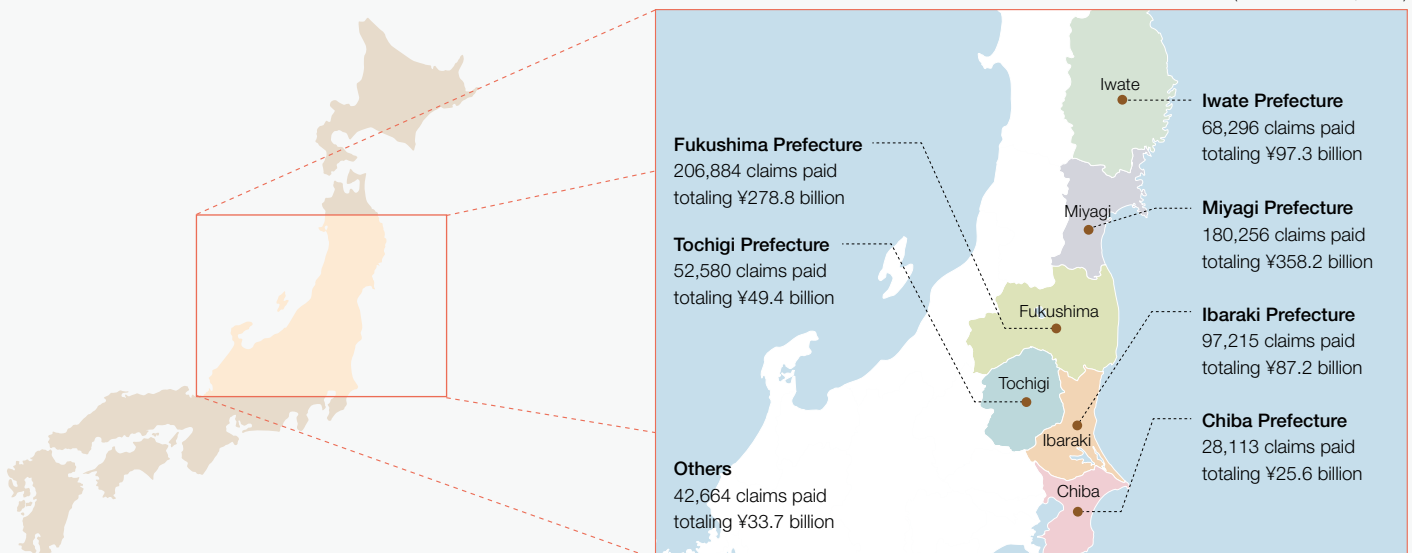 Fukushima Prefecture
206,884 claims paid
totaling ¥278.8 billion
Tochigi Prefecture
52,580 claims paid
totaling ¥49.4 billion
Others
42,664 claims paid
totaling ¥33.7 billion
Iwate
Miyagi
Fukushima
Tochigi
Ibaraki
Chiba
Iwate Prefecture
68,296 claims paid
totaling ¥97.3 billion
Miyagi Prefecture
180,256 claims paid
totaling ¥358.2 billion
Ibaraki Prefecture
97,215 claims paid
totaling ¥87.2 billion
Chiba Prefecture
28,113 claims paid
totaling ¥25.6 billion